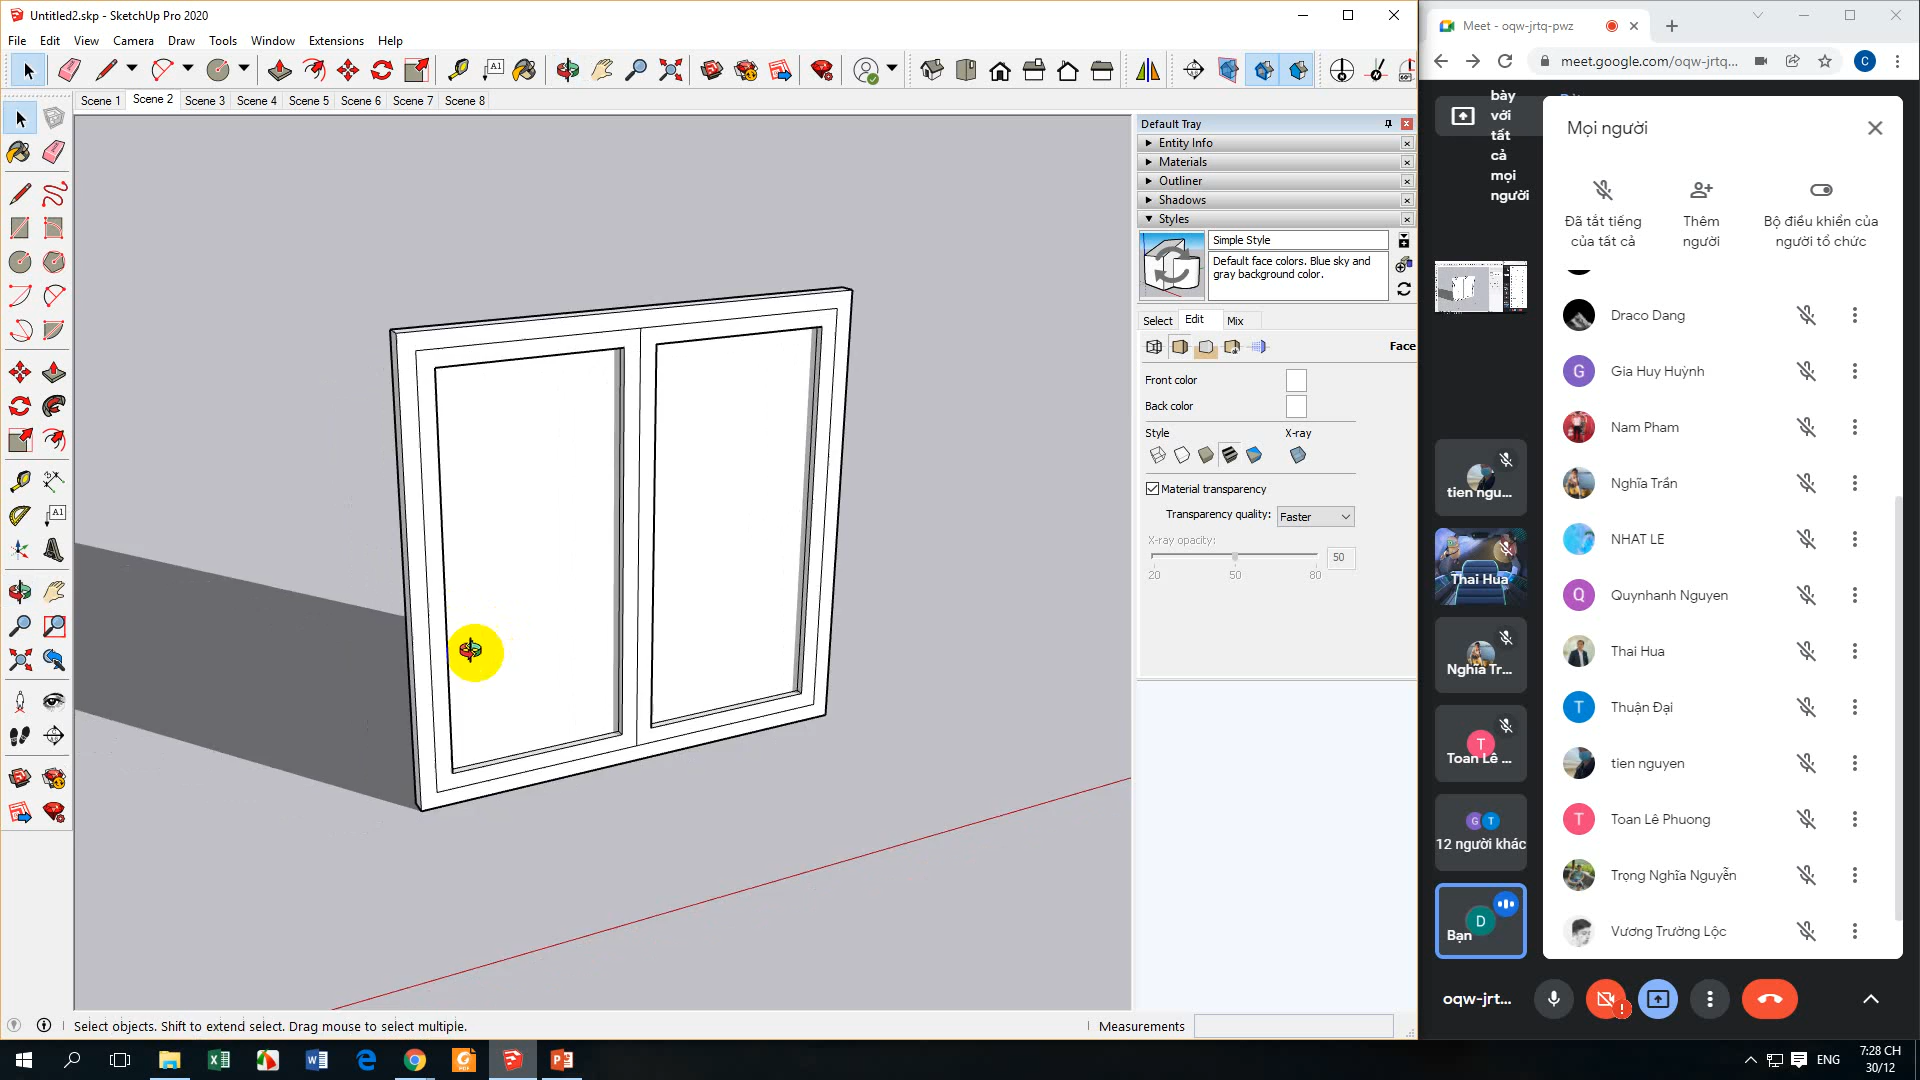 Untitled2.skp - SketchUp Pro 2020
File Edit View Camera Draw Tools Window Extensions Help
A1
Scene 1 Scene 2 Scene 3 Scene 4 Scene 5 Scene 6 Scene 7 Scene 8
A1
Default Tray
Entity Info
Materials
Outliner
Shadows
Styles
Simple Style
Default face colors. Blue sky and
gray background color.
Select Edit Mix
Face
Front color
Back color
Style X-ray
Material transparency
Transparency quality: Faster
X-ray opacity:
50
20 50 80
Select objects. Shift to extend select. Drag mouse to select multiple.
Measurements
Meet - oqw-jrtq-pwz
meet.google.com/oqw-jrtq...
C
bày
với
tất
cả
mọi
người
tien ngu...
Thai Hua
Nghĩa Tr...
T
Toan Lê ...
G T
12 người khác
D
Bạn
Mọi người
Đã tắt tiếng
của tất cả
Thêm
người
Bộ điều khiển của
người tổ chức
Draco Dang
G Gia Huy Huỳnh
Nam Pham
Nghĩa Trần
NHAT LE
Q Quynhanh Nguyen
Thai Hua
T Thuận Đại
tien nguyen
T Toan Lê Phuong
Trọng Nghĩa Nguyễn
Vương Trường Lộc
oqw-jrt...
ENG
7:28 CH
30/12